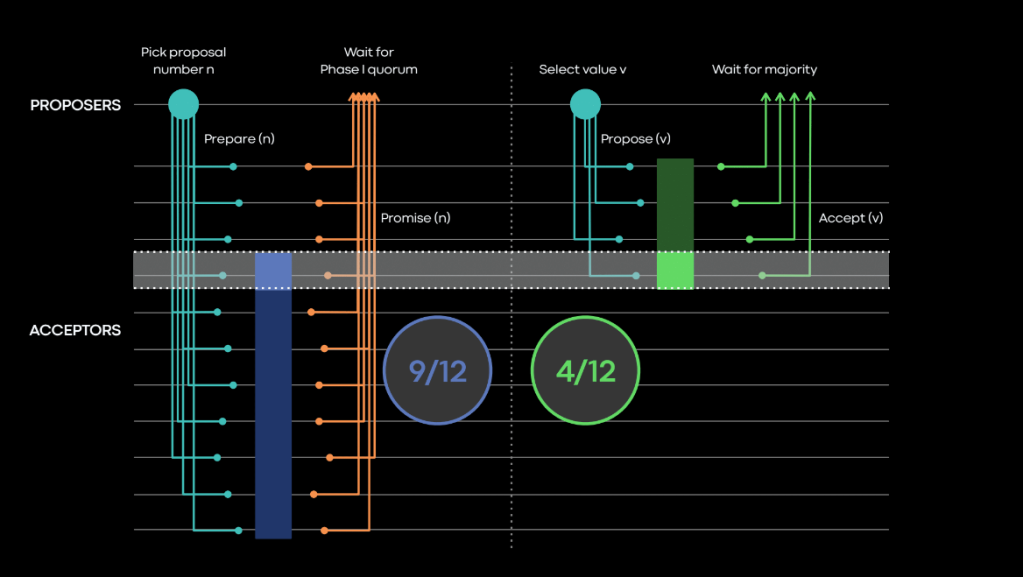 Pick proposal
number n
Wait for
Phase I quorum
Select value v
Wait for majority
PROPOSERS
Prepare (n)
Propose (v)
Promise (n)
Accept (v)
ACCEPTORS
9/12
4/12